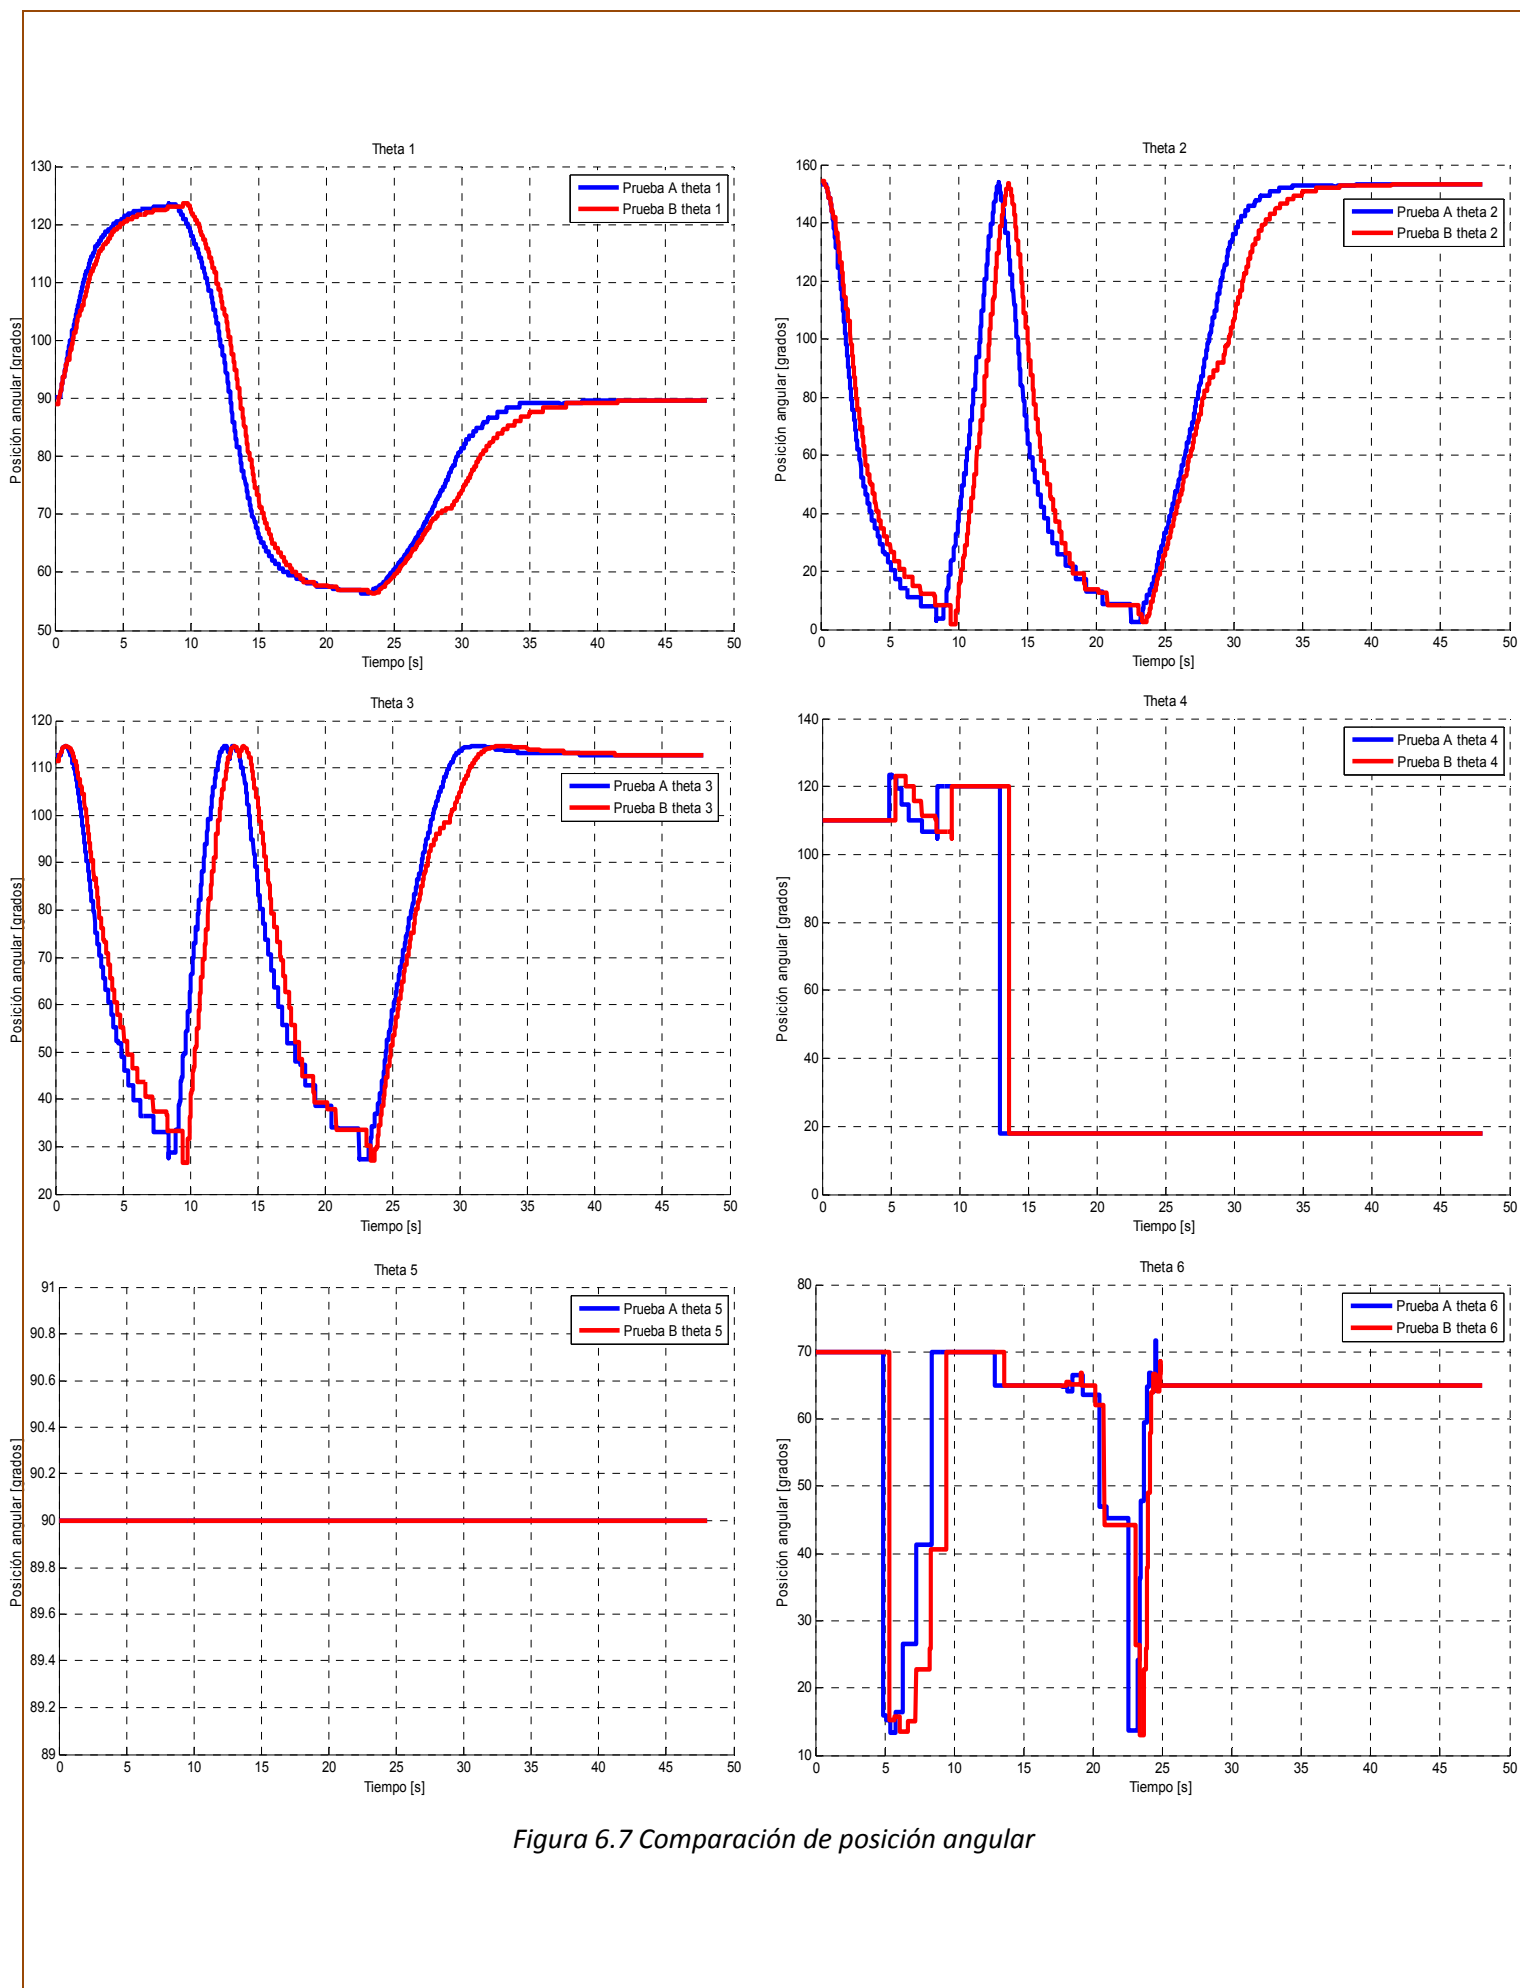 Theta 1
Posición angular [grados]
130
120
110
100
90
80
70
60
50
Prueba A theta 1
Prueba B theta 1
0 5 10 15 20 25 30 35 40 45 50
Tiempo [s]
Theta 2
Posición angular [grados]
160
140
120
100
80
60
40
20
0
Prueba A theta 2
Prueba B theta 2
0 5 10 15 20 25 30 35 40 45 50
Tiempo [s]
Theta 3
Posición angular [grados]
120
110
100
90
80
70
60
50
40
30
20
Prueba A theta 3
Prueba B theta 3
0 5 10 15 20 25 30 35 40 45 50
Tiempo [s]
Theta 4
Posición angular [grados]
140
120
100
80
60
40
20
0
Prueba A theta 4
Prueba B theta 4
0 5 10 15 20 25 30 35 40 45 50
Tiempo [s]
Theta 5
Posición angular [grados]
91
90.8
90.6
90.4
90.2
90
89.8
89.6
89.4
89.2
89
Prueba A theta 5
Prueba B theta 5
0 5 10 15 20 25 30 35 40 45 50
Tiempo [s]
Theta 6
Posición angular [grados]
80
70
60
50
40
30
20
10
Prueba A theta 6
Prueba B theta 6
0 5 10 15 20 25 30 35 40 45 50
Tiempo [s]
Figura 6.7 Comparación de posición angular